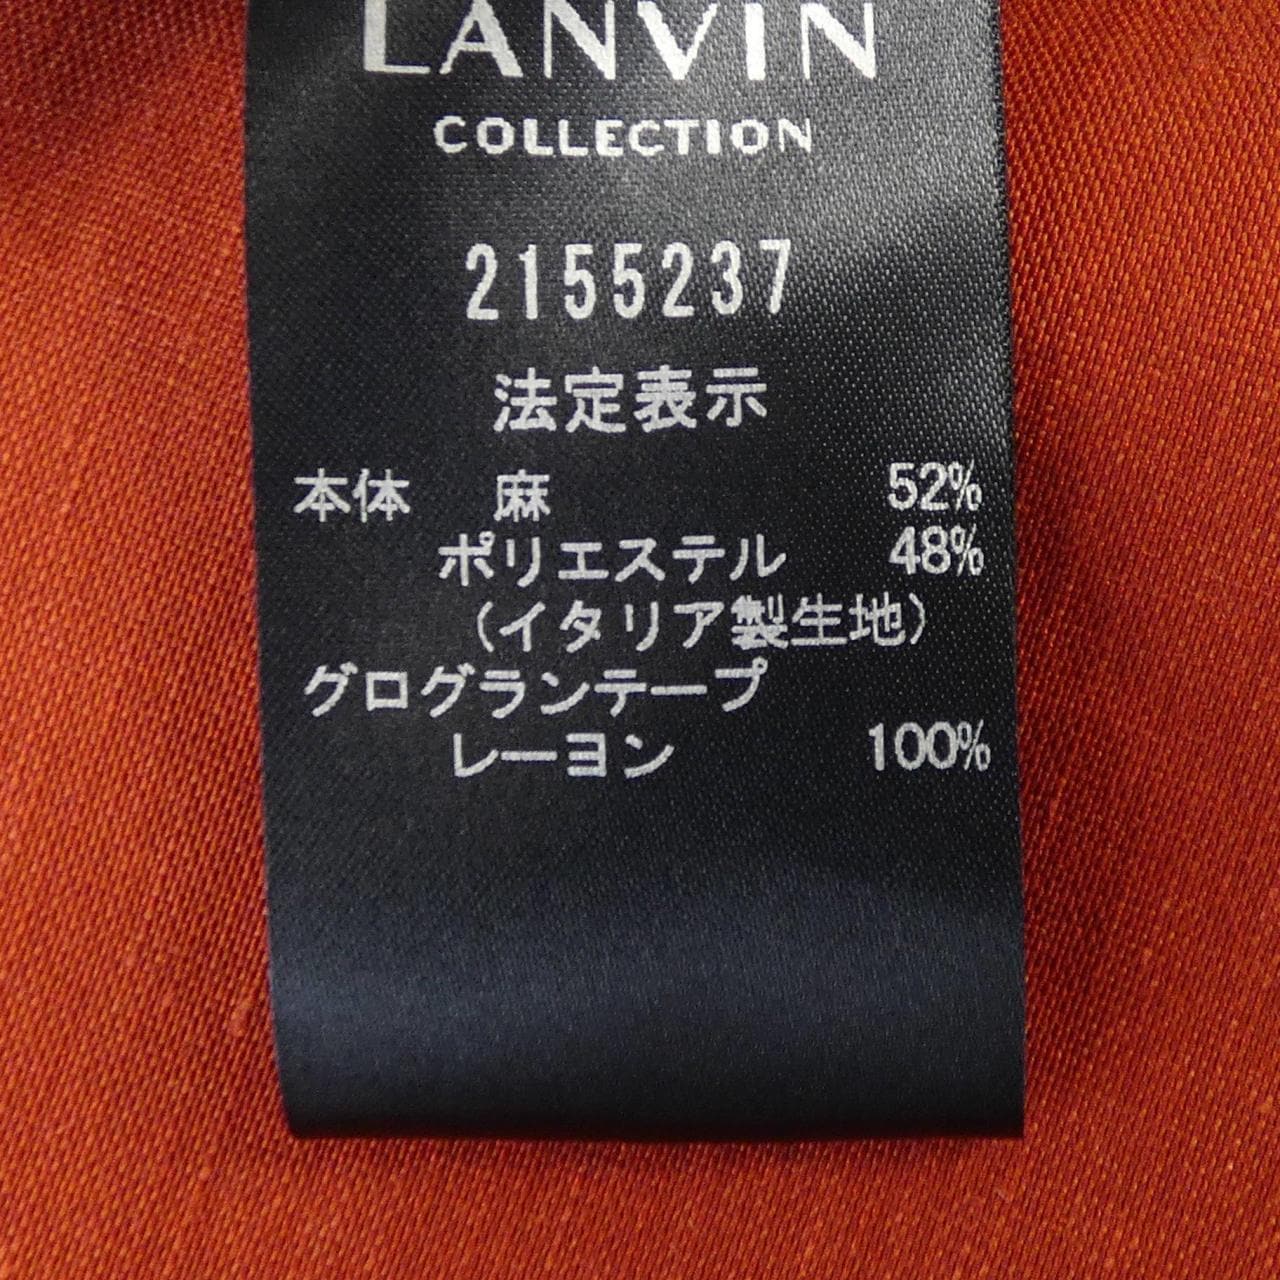 LANVIN
COLLECTION
2155237
法定表示
本体 麻 52%
ポリエステル 48%
(イタリア製生地)
グログランテープ
レーヨン 100%